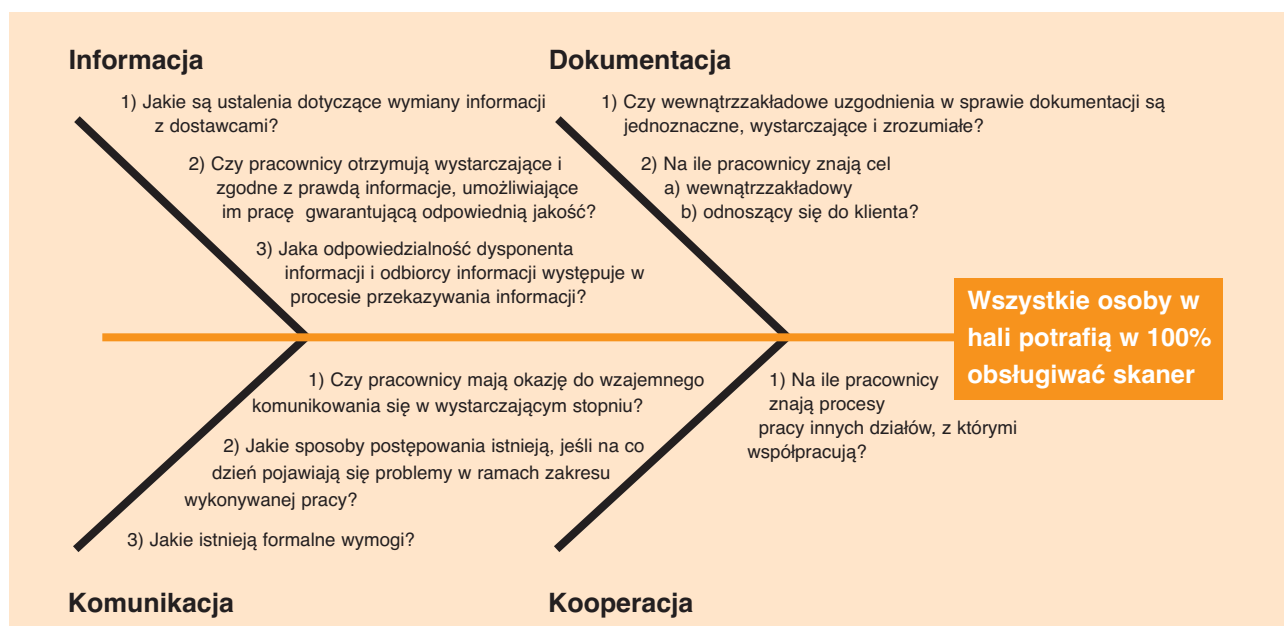 Informacja
1) Jakie są ustalenia dotyczące wymiany informacji
z dostawcami?
2) Czy pracownicy otrzymują wystarczające i
zgodne z prawdą informacje, umożliwiające
im pracę gwarantującą odpowiednią jakość?
3) Jaka odpowiedzialność dysponenta
informacji i odbiorcy informacji występuje w
procesie przekazywania informacji?
Dokumentacja
1) Czy wewnątrzzakładowe uzgodnienia w sprawie dokumentacji są
jednoznaczne, wystarczające i zrozumiałe?
2) Na ile pracownicy znają cel
a) wewnątrzzakładowy
b) odnoszący się do klienta?
Wszystkie osoby w
hali potrafią w 100%
obsługiwać skaner
1) Czy pracownicy mają okazję do wzajemnego
komunikowania się w wystarczającym stopniu?
2) Jakie sposoby postępowania istnieją, jeśli na co
dzień pojawiają się problemy w ramach zakresu
wykonywanej pracy?
3) Jakie istnieją formalne wymogi?
Komunikacja
1) Na ile pracownicy
znają procesy
pracy innych działów, z którymi
współpracują?
Kooperacja